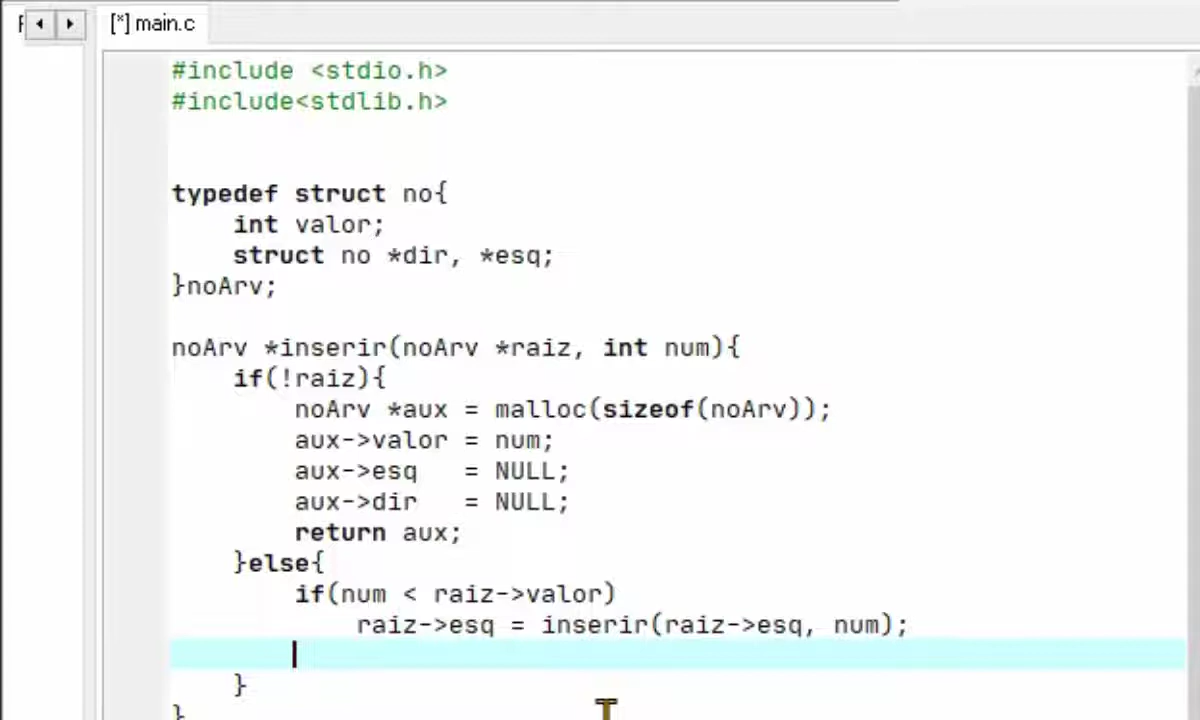 [*] main.c
#include <stdio.h>
#include<stdlib.h>
typedef struct no{
    int valor;
    struct no *dir, *esq;
}noArv;
noArv *inserir(noArv *raiz, int num){
    if(!raiz){
        noArv *aux = malloc(sizeof(noArv));
        aux->valor = num;
        aux->esq   = NULL;
        aux->dir   = NULL;
        return aux;
    }else{
        if(num < raiz->valor)
            raiz->esq = inserir(raiz->esq, num);
    }
}